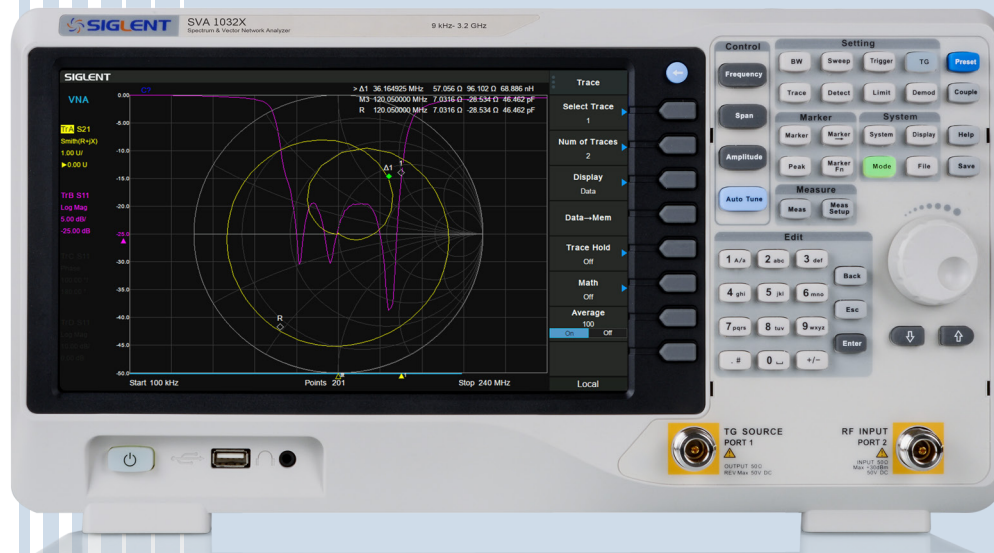 SIGLENT
SVA 1032X
Spectrum & Vector Network Analyzer
9 kHz- 3.2 GHz
SIGLENT
VNA
TrA S21
Smith(R+jX)
1.00 U/
▶0.00 U
TrB S11
Log Mag
5.00 dB/
-25.00 dB
0.00
-5.00
-10.0
-15.0
-20.0
-25.0
-30.0
-35.0
-40.0
-45.0
-50.0
> Δ1 36.164925 MHz 57.056 Ω 96.102 Ω 68.886 nH
M3 120.050000 MHz 7.0316 Ω -28.534 Ω 46.462 pF
R 120.050000 MHz 7.0316 Ω -28.534 Ω 46.462 pF
Δ1
1
R
Start 100 kHz
Points 201
Stop 240 MHz
Trace
Select Trace
1
Num of Traces
2
Display
Data
Data→Mem
Trace Hold
Off
Math
Off
Average
100
On Off
Local
Control
Frequency
Span
Amplitude
Auto Tune
Setting
BW Sweep Trigger TG Preset
Trace Detect Limit Demod Couple
Marker
Marker Marker→
Peak Marker Fn
System
System Display Help
Mode File Save
Measure
Meas Meas Setup
Edit
1 A/a 2 abc 3 def
Back
4 ghi 5 jkl 6 mno
Esc
7 pqrs 8 tuv 9 wxyz
Enter
. # 0 +/-
TG SOURCE
PORT 1
OUTPUT 50Ω
REV Max 50V DC
RF INPUT
PORT 2
INPUT 50Ω
Max +30dBm
50V DC